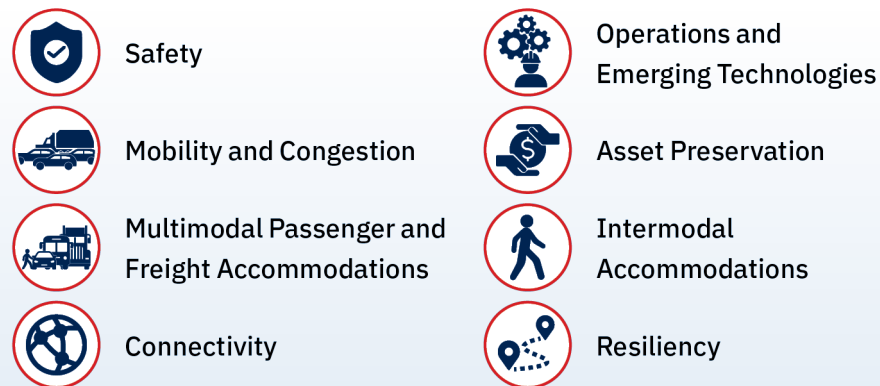 Safety
Mobility and Congestion
Multimodal Passenger and
Freight Accommodations
Connectivity
Operations and
Emerging Technologies
$
Asset Preservation
Intermodal
Accommodations
Resiliency